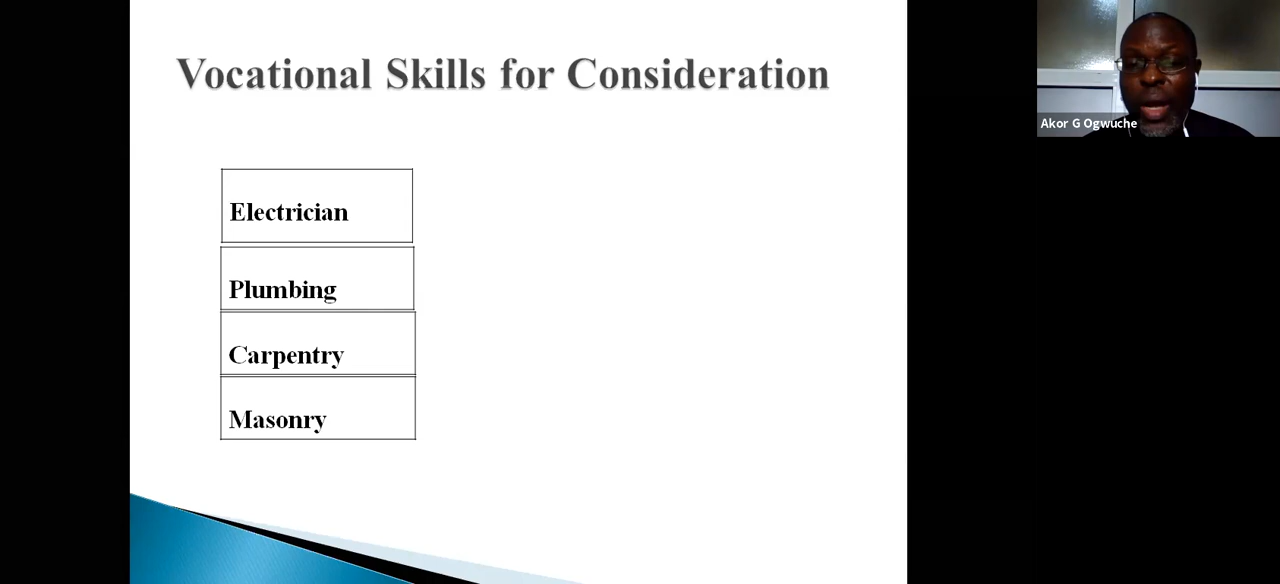 Vocational Skills for Consideration
Akor G Ogwuche
Electrician
Plumbing
Carpentry
Masonry